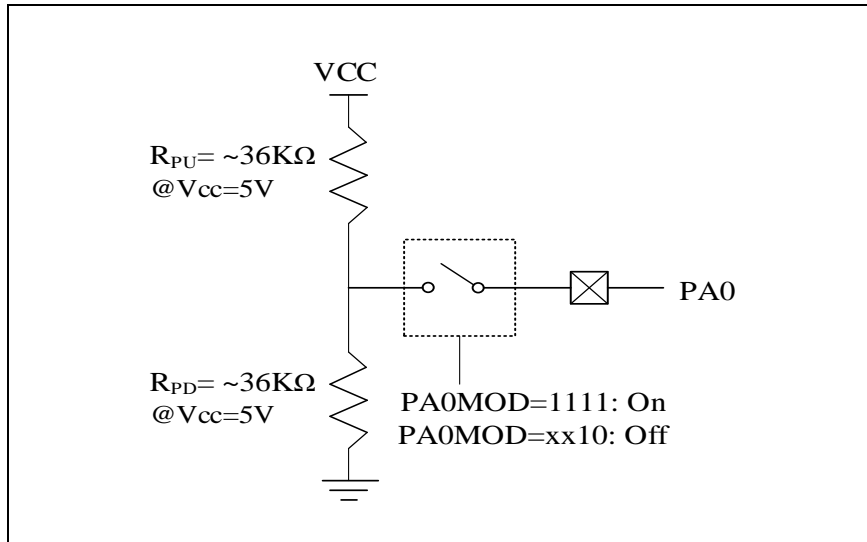 VCC
RPU= ~36KΩ
@Vcc=5V
PA0
RPD= ~36KΩ
@Vcc=5V
PA0MOD=1111: On
PA0MOD=xx10: Off